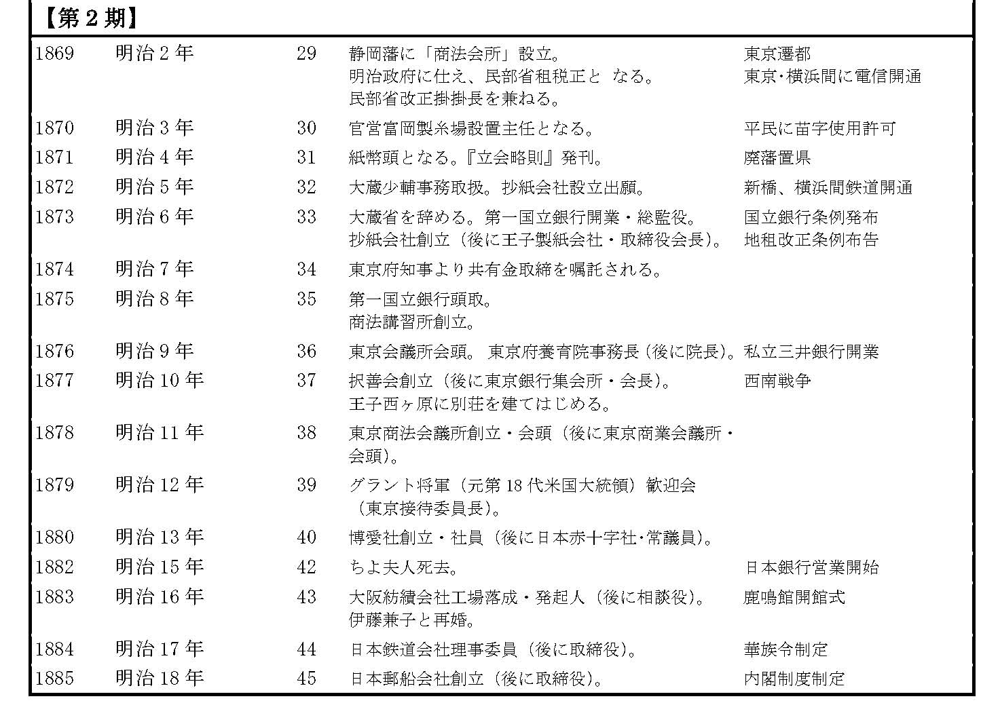 【第２期】
1869 明治２年 29 静岡藩に「商法会所」設立。 東京遷都
明治政府に仕え、民部省租税正と なる。 東京･横浜間に電信開通
民部省改正掛掛長を兼ねる。
1870 明治３年 30 官営富岡製糸場設置主任となる。 平民に苗字使用許可
1871 明治４年 31 紙幣頭となる。『立会略則』発刊。 廃藩置県
1872 明治５年 32 大蔵少輔事務取扱。抄紙会社設立出願。 新橋、横浜間鉄道開通
1873 明治６年 33 大蔵省を辞める。第一国立銀行開業・総監役。 国立銀行条例発布
抄紙会社創立（後に王子製紙会社・取締役会長）。 地租改正条例布告
1874 明治７年 34 東京府知事より共有金取締を嘱託される。
1875 明治８年 35 第一国立銀行頭取。
商法講習所創立。
1876 明治９年 36 東京会議所会頭。 東京府養育院事務長（後に院長）。 私立三井銀行開業
1877 明治10年 37 択善会創立（後に東京銀行集会所・会長）。 西南戦争
王子西ヶ原に別荘を建てはじめる。
1878 明治11年 38 東京商法会議所創立・会頭（後に東京商業会議所・
会頭）。
1879 明治12年 39 グラント将軍（元第18代米国大統領）歓迎会
（東京接待委員長）。
1880 明治13年 40 博愛社創立・社員（後に日本赤十字社･常議員）。
1882 明治15年 42 ちよ夫人死去。 日本銀行営業開始
1883 明治16年 43 大阪紡績会社工場落成・発起人（後に相談役）。 鹿鳴館開館式
伊藤兼子と再婚。
1884 明治17年 44 日本鉄道会社理事委員（後に取締役）。 華族令制定
1885 明治18年 45 日本郵船会社創立（後に取締役）。 内閣制度制定